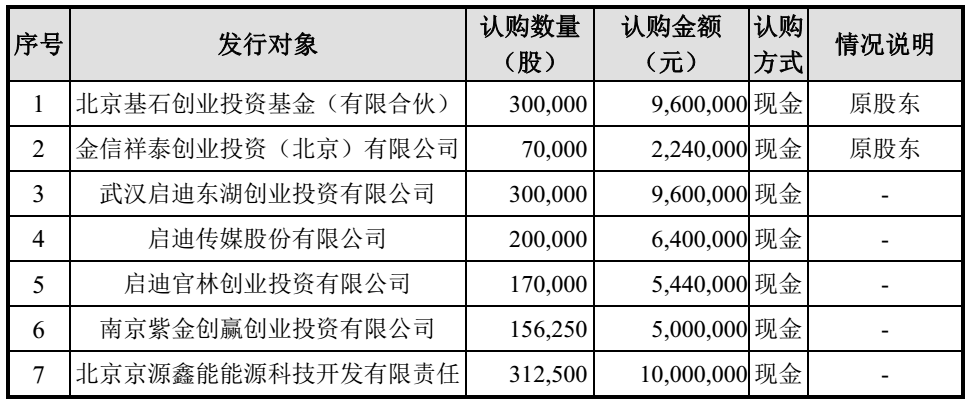 序号 发行对象 认购数量（股） 认购金额（元） 认购方式 情况说明
1 北京基石创业投资基金（有限合伙） 300,000 9,600,000 现金 原股东
2 金信祥泰创业投资（北京）有限公司 70,000 2,240,000 现金 原股东
3 武汉启迪东湖创业投资有限公司 300,000 9,600,000 现金 -
4 启迪传媒股份有限公司 200,000 6,400,000 现金 -
5 启迪官林创业投资有限公司 170,000 5,440,000 现金 -
6 南京紫金创赢创业投资有限公司 156,250 5,000,000 现金 -
7 北京京源鑫能能源科技开发有限责任 312,500 10,000,000 现金 -